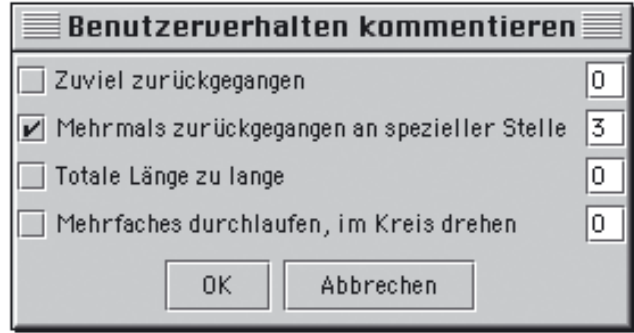 Benutzerverhalten kommentieren
Zuviel zurückgegangen 0
Mehrmals zurückgegangen an spezieller Stelle 3
Totale Länge zu lange 0
Mehrfaches durchlaufen, im Kreis drehen 0
OK Abbrechen